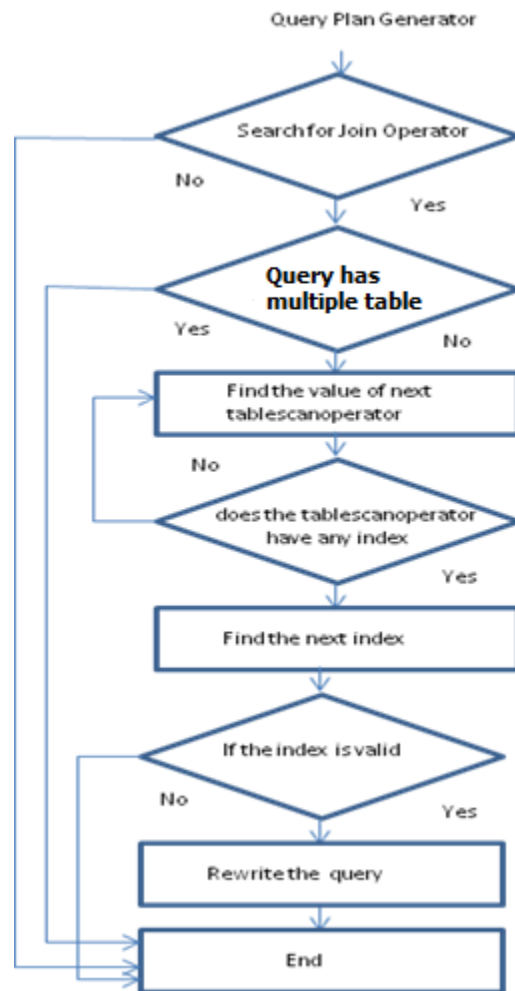 Query Plan Generator
Search for Join Operator
No
Yes
Query has
multiple table
Yes
No
Find the value of next
tablescanoperator
No
does the tablescanoperator
have any index
Yes
Find the next index
If the index is valid
No
Yes
Rewrite the query
End